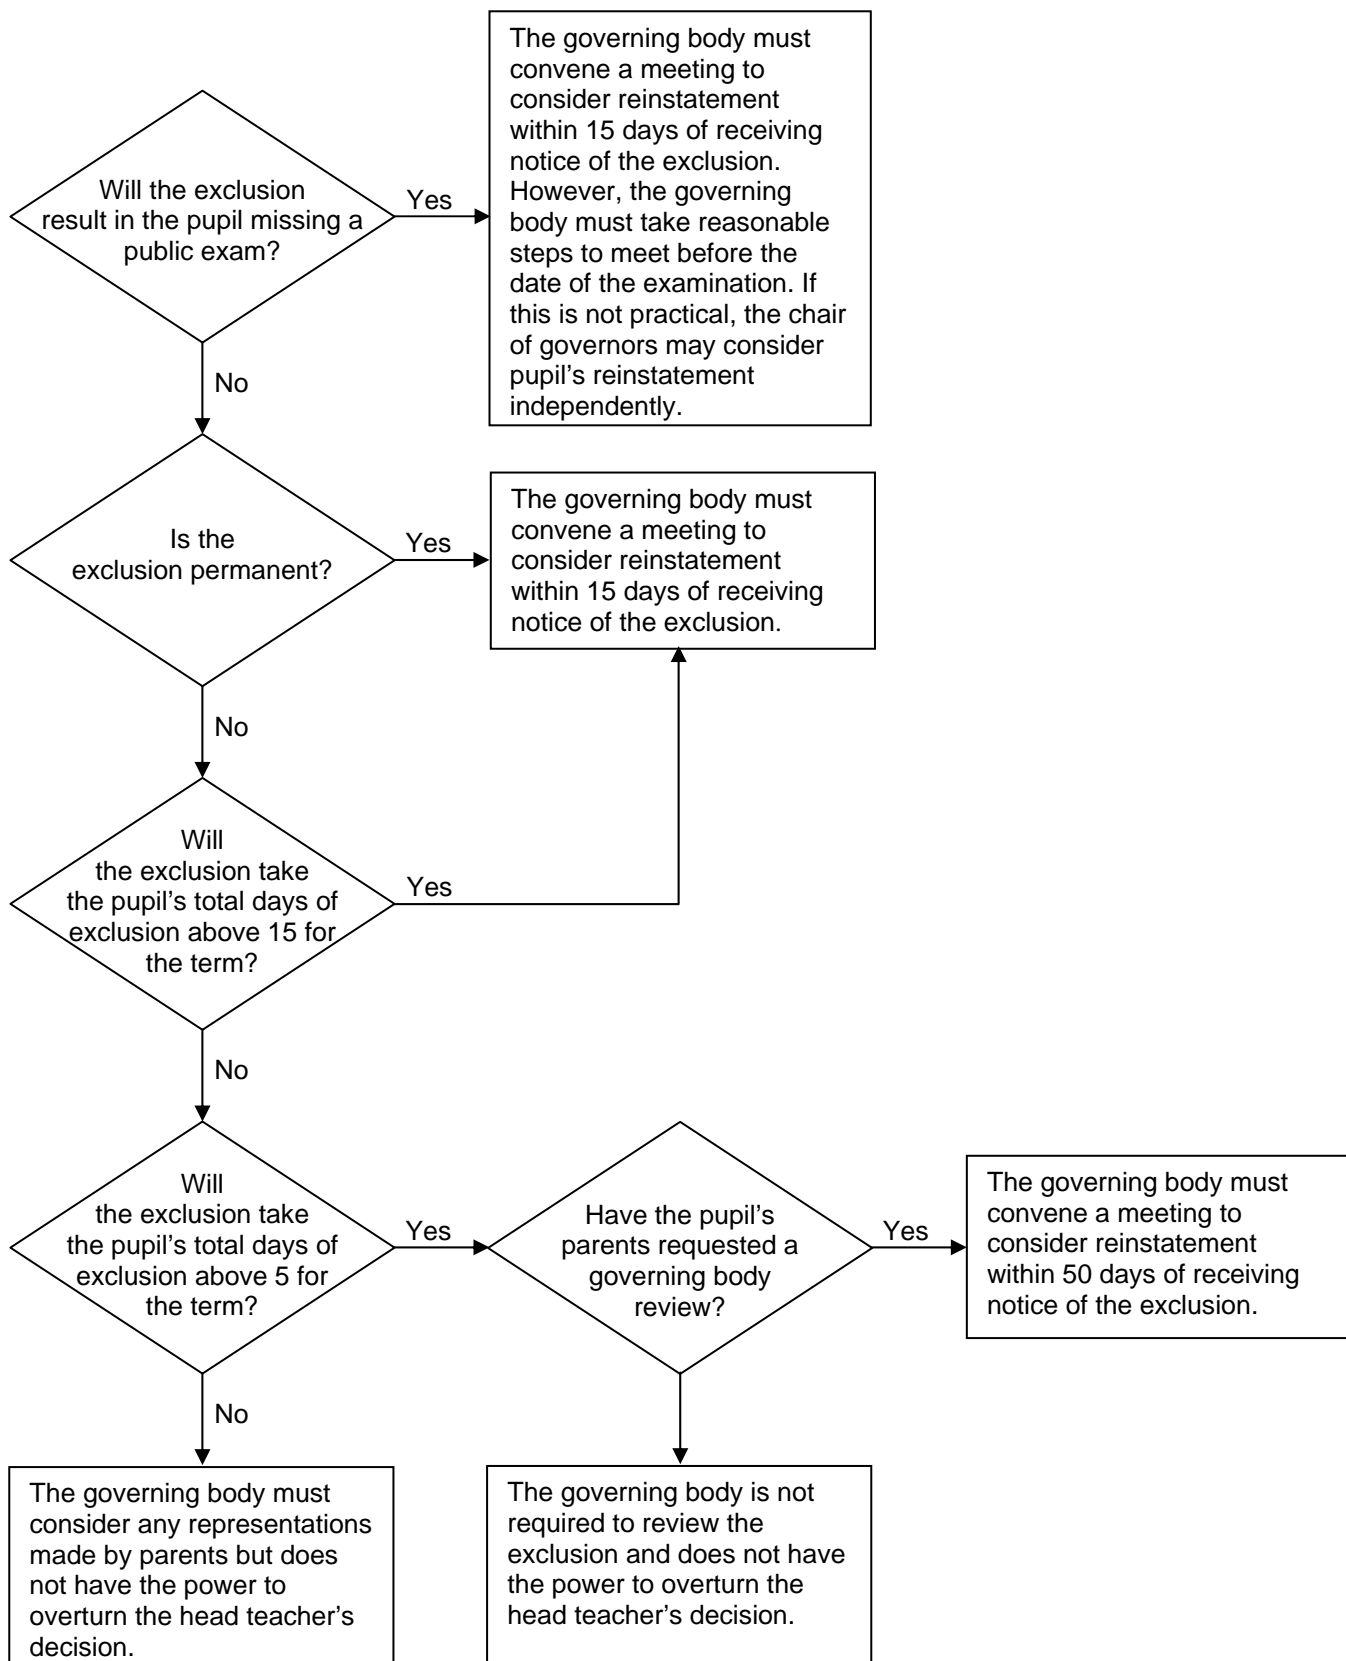 Will the exclusion
result in the pupil missing a
public exam?
Yes
The governing body must
convene a meeting to
consider reinstatement
within 15 days of receiving
notice of the exclusion.
However, the governing
body must take reasonable
steps to meet before the
date of the examination. If
this is not practical, the chair
of governors may consider
pupil’s reinstatement
independently.
No
Is the
exclusion permanent?
Yes
The governing body must
convene a meeting to
consider reinstatement
within 15 days of receiving
notice of the exclusion.
No
Will
the exclusion take
the pupil’s total days of
exclusion above 15 for
the term?
Yes
No
Will
the exclusion take
the pupil’s total days of
exclusion above 5 for
the term?
Yes
Have the pupil’s
parents requested a
governing body
review?
Yes
The governing body must
convene a meeting to
consider reinstatement
within 50 days of receiving
notice of the exclusion.
No
The governing body must
consider any representations
made by parents but does
not have the power to
overturn the head teacher’s
decision.
The governing body is not
required to review the
exclusion and does not have
the power to overturn the
head teacher’s decision.